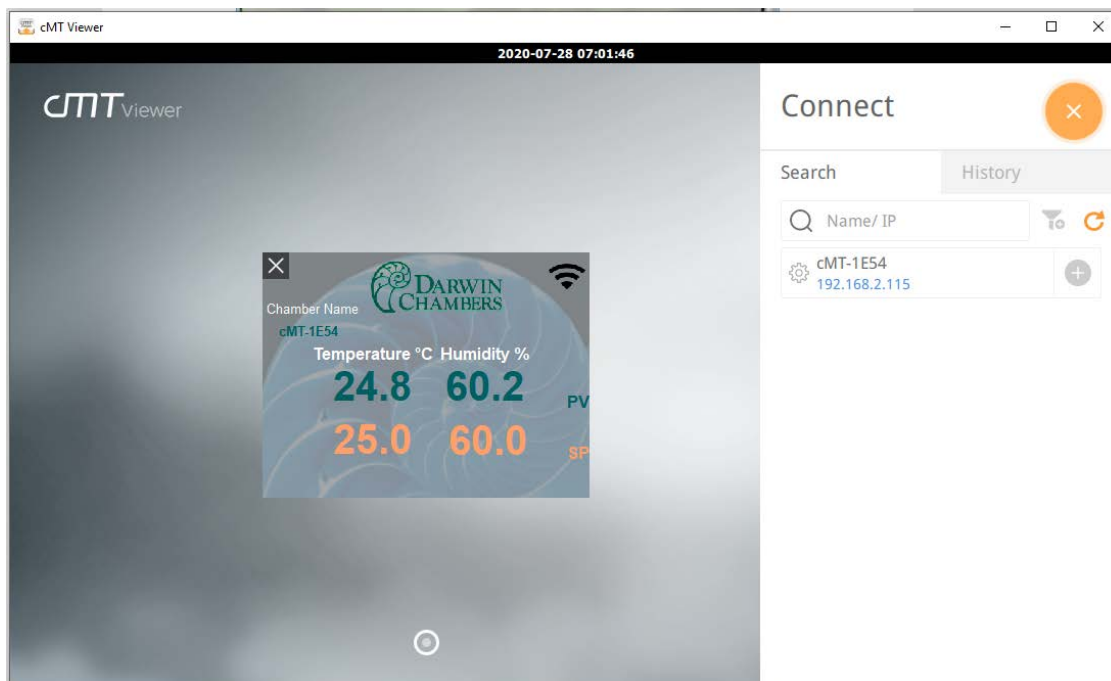 cMT Viewer
2020-07-28 07:01:46
cMT Viewer
Connect
Search History
Name/ IP
cMT-1E54
192.168.2.115
DARWIN
CHAMBERS
Chamber Name
cMT-1E54
Temperature °C Humidity %
24.8 60.2 PV
25.0 60.0 SP